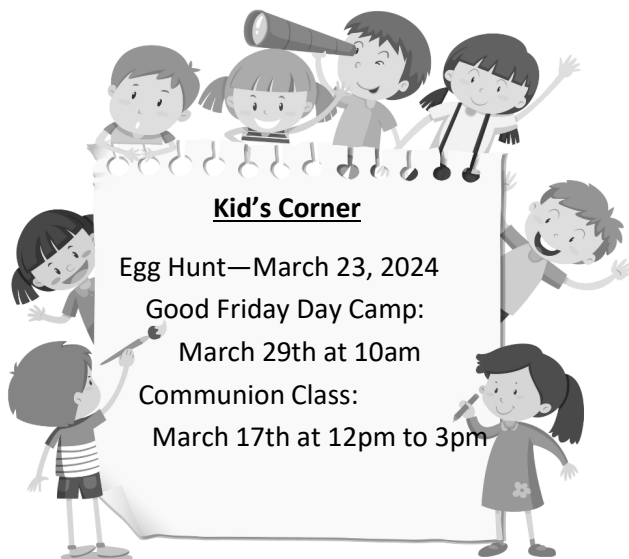 Kid's Corner
Egg Hunt—March 23, 2024
Good Friday Day Camp:
March 29th at 10am
Communion Class:
March 17th at 12pm to 3pm